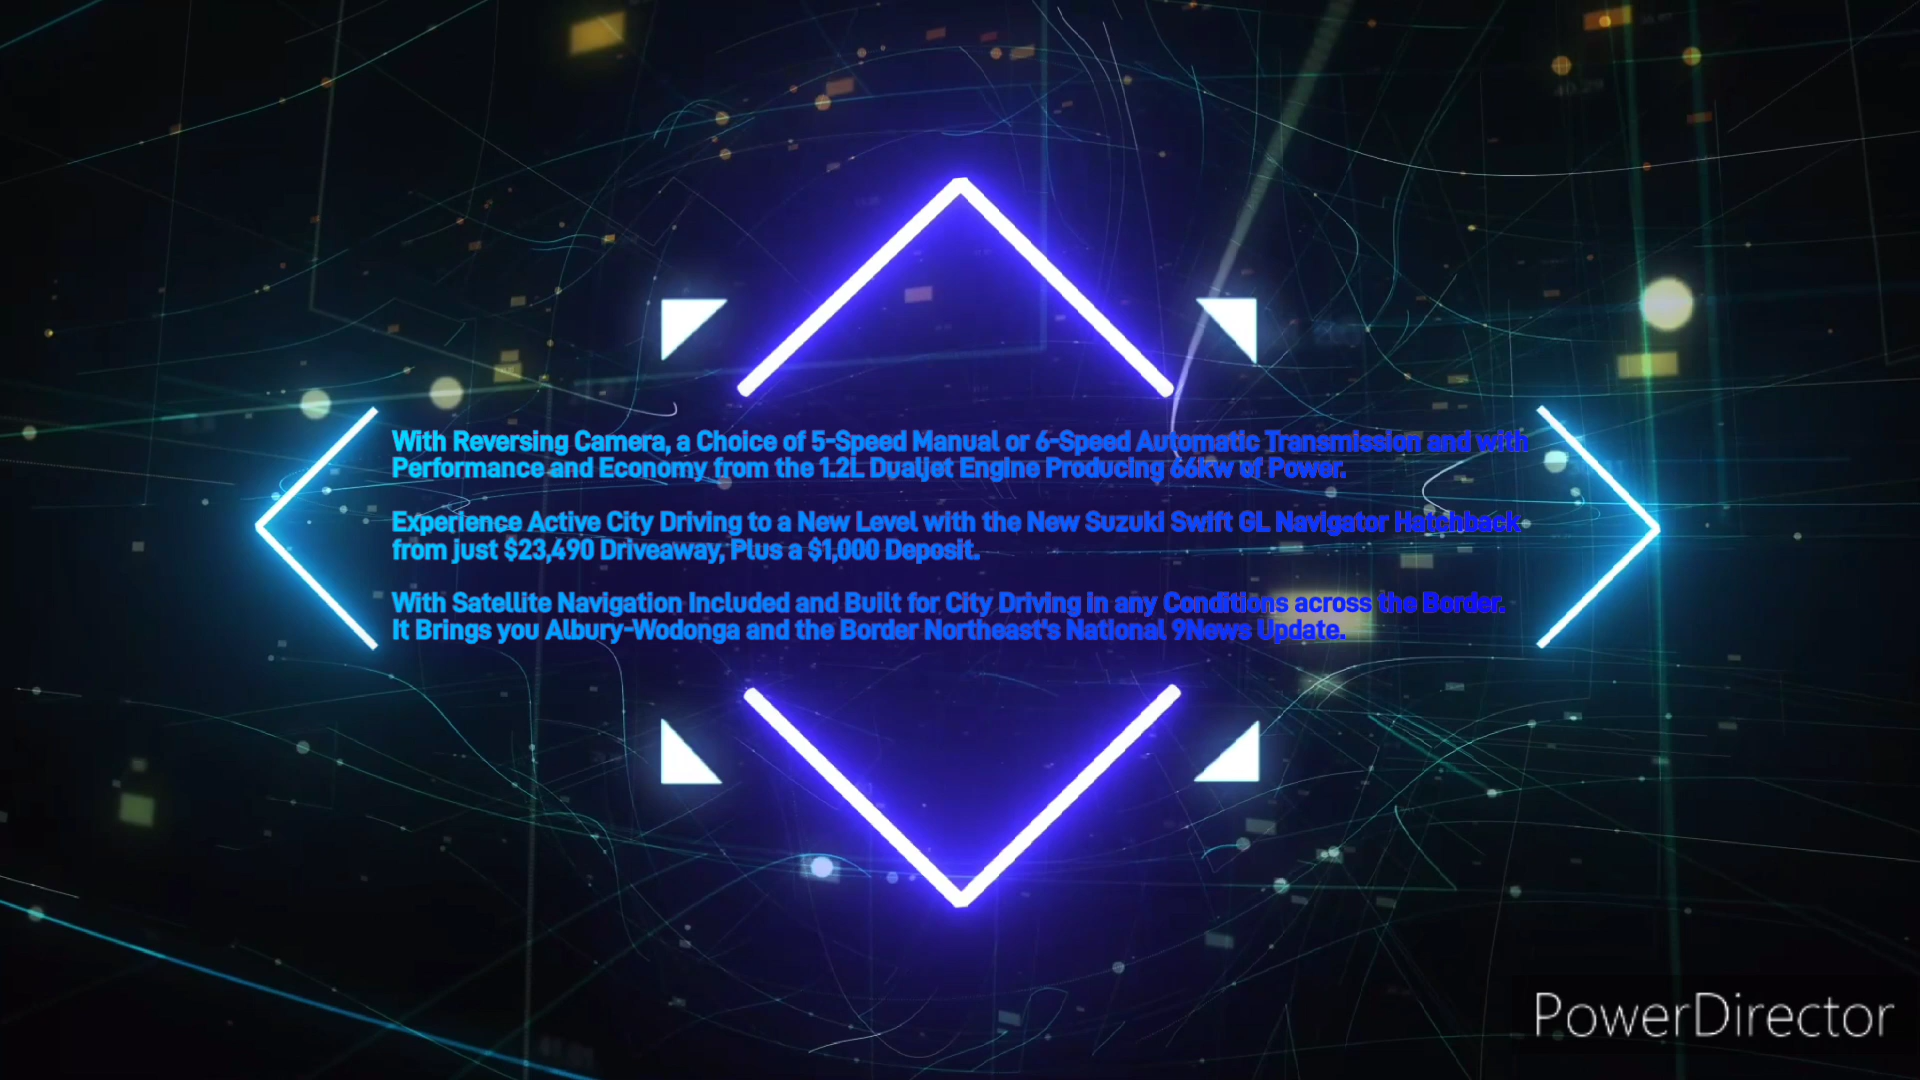 With Reversing Camera, a Choice of 5-Speed Manual or 6-Speed Automatic Transmission and with
Performance and Economy from the 1.2L Dualjet Engine Producing 66kw of Power.
Experience Active City Driving to a New Level with the New Suzuki Swift GL Navigator Hatchback
from just $23,490 Driveaway, Plus a $1,000 Deposit.
With Satellite Navigation Included and Built for City Driving in any Conditions across the Border.
It Brings you Albury-Wodonga and the Border Northeast's National 9News Update.
PowerDirector